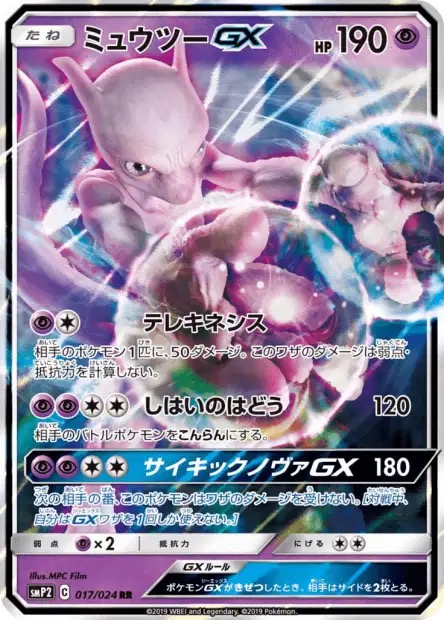 たね ミュウツーGX HP 190
テレキネシス
相手のポケモン1匹に、50ダメージ。このワザのダメージは弱点・
抵抗力を計算しない。
しはいのはどう 120
相手のバトルポケモンをこんらんにする。
サイキックノヴァGX 180
次の相手の番、このポケモンはワザのダメージを受けない。[対戦中、
自分はGXワザを1回しか使えない。]
弱点 ×2 抵抗力 にげる
Illus.MPC Film
GXルール
ポケモンGXがきぜつしたとき、相手はサイドを2枚とる。
SMP2 C 017/024 RR
©2019 WBEI and Legendary. ©2019 Pokémon.